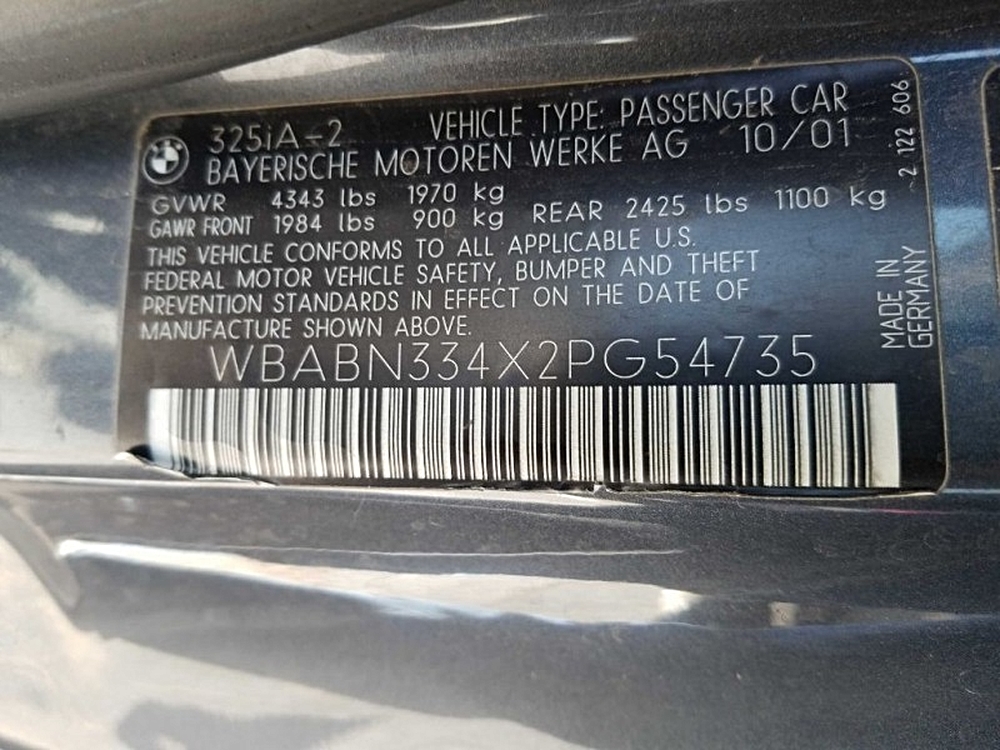 325iA-2 VEHICLE TYPE: PASSENGER CAR
BAYERISCHE MOTOREN WERKE AG 10/01
GVWR 4343 lbs 1970 kg
GAWR FRONT 1984 lbs 900 kg REAR 2425 lbs 1100 kg
THIS VEHICLE CONFORMS TO ALL APPLICABLE U.S.
FEDERAL MOTOR VEHICLE SAFETY, BUMPER AND THEFT
PREVENTION STANDARDS IN EFFECT ON THE DATE OF
MANUFACTURE SHOWN ABOVE.
WBABN334X2PG54735
2 122 606
MADE IN
GERMANY